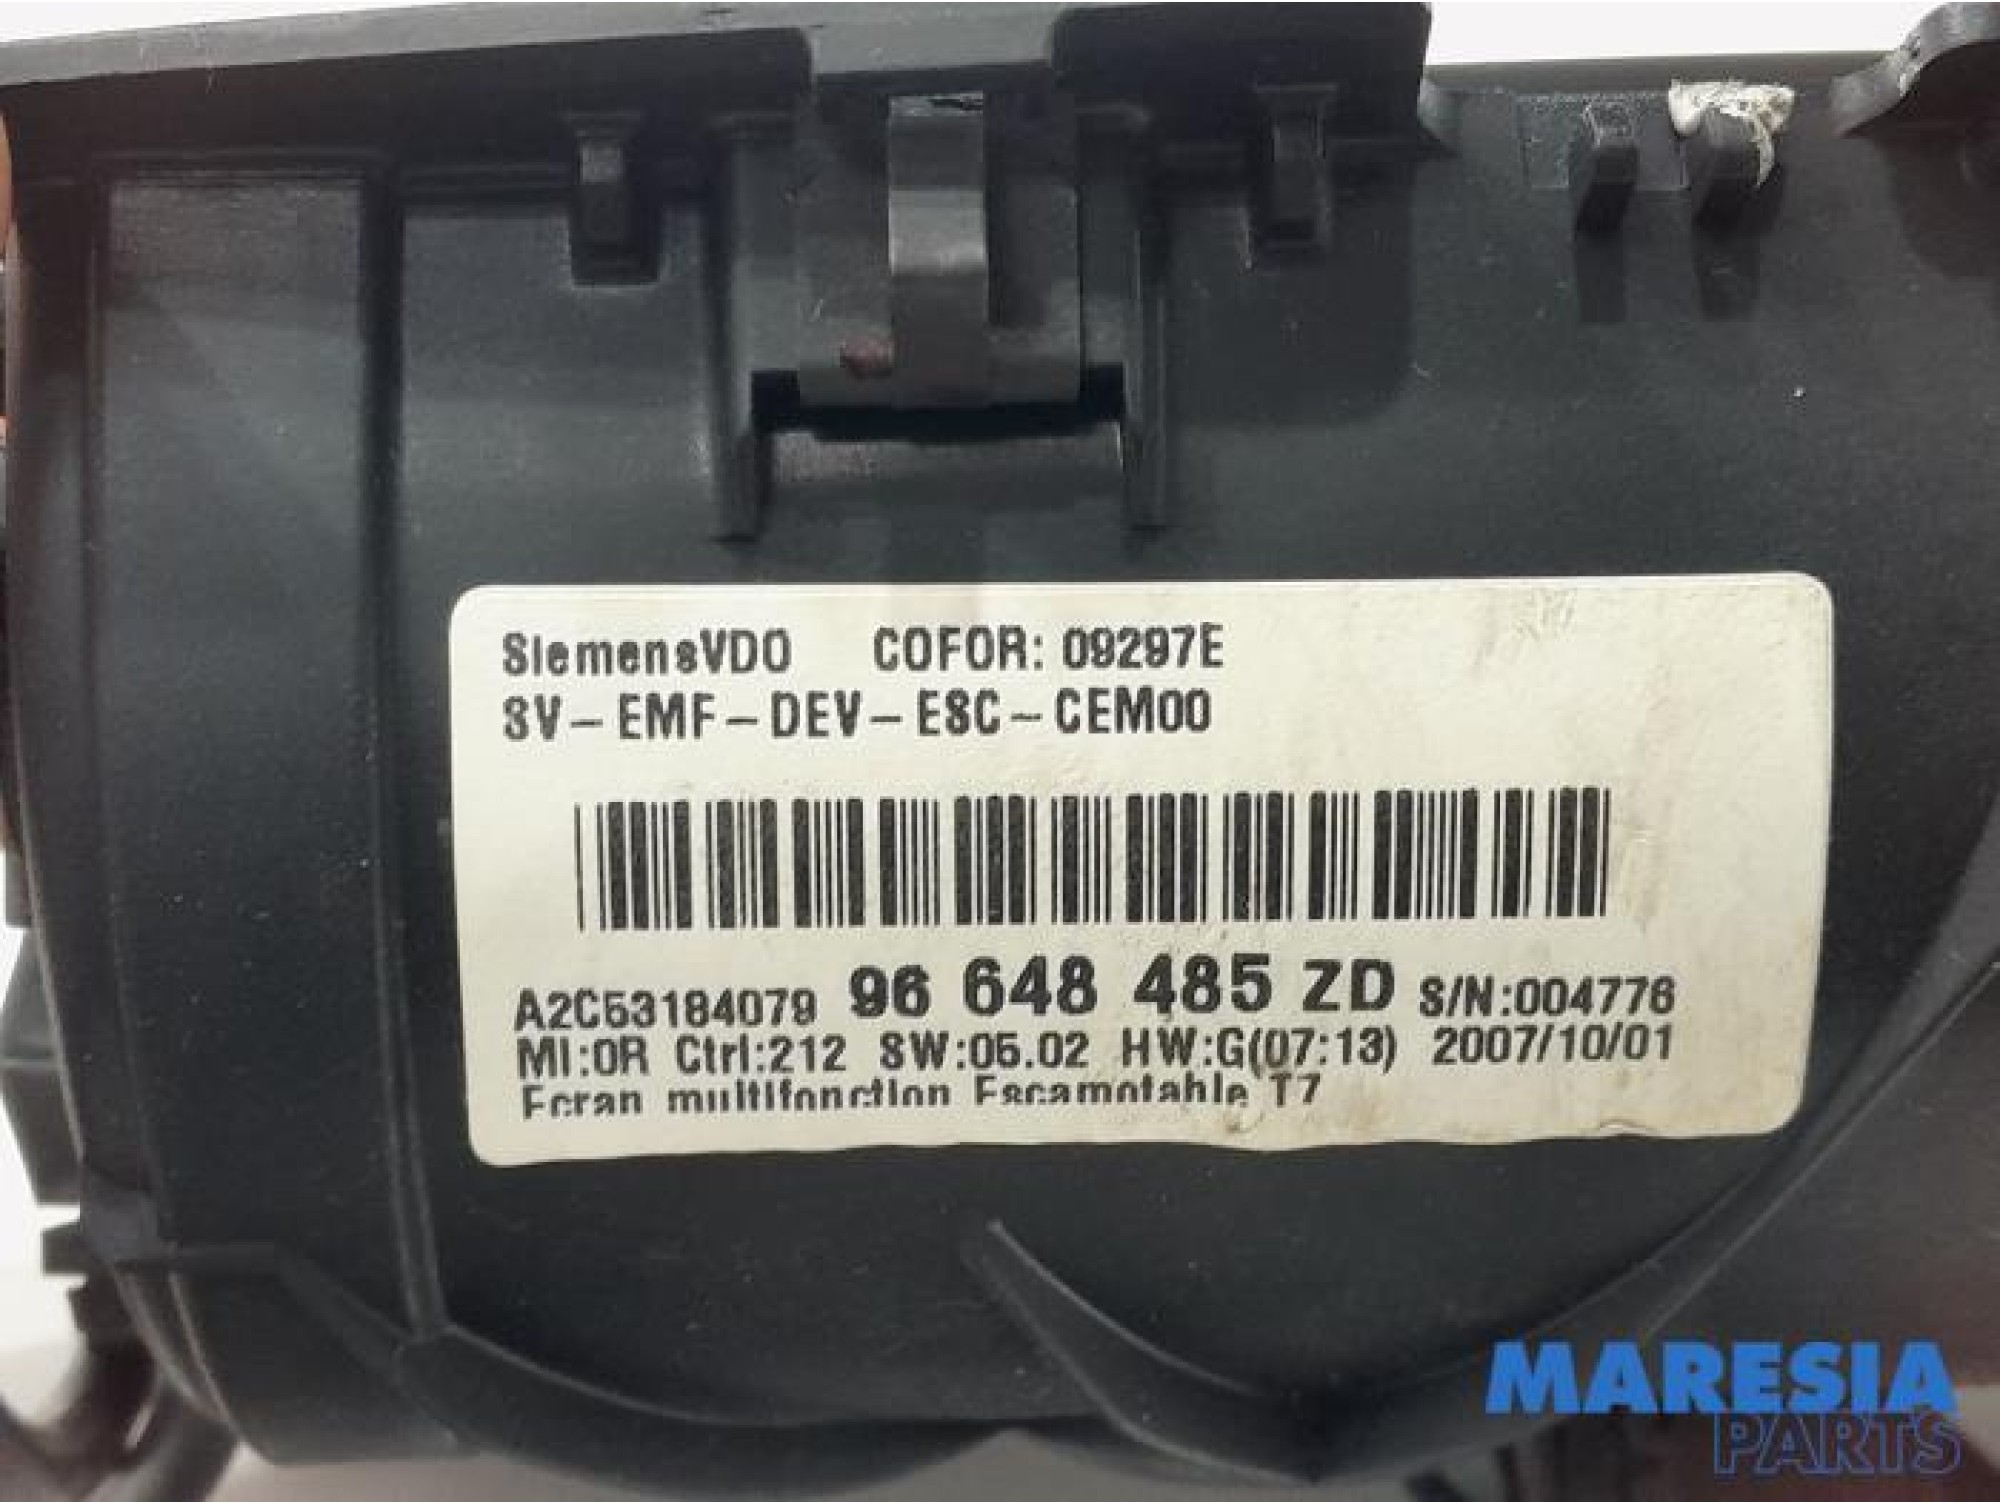 SiemensVDO COFOR: 09297E
SV-EMF-DEV-ESC-CEM00
A2C53184079 96 648 485 ZD S/N:004776
MI:0R Ctrl:212 SW:05.02 HW:G(07:13) 2007/10/01
Ecran multifonction Escamotable T7
MARESIA
PARTS